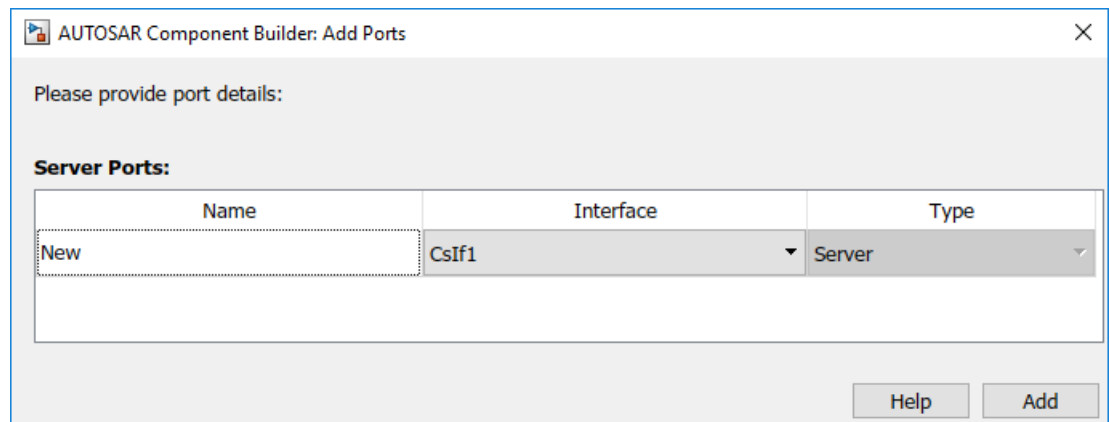 AUTOSAR Component Builder: Add Ports
Please provide port details:
Server Ports:
Name Interface Type
New CsIf1 Server
Help Add